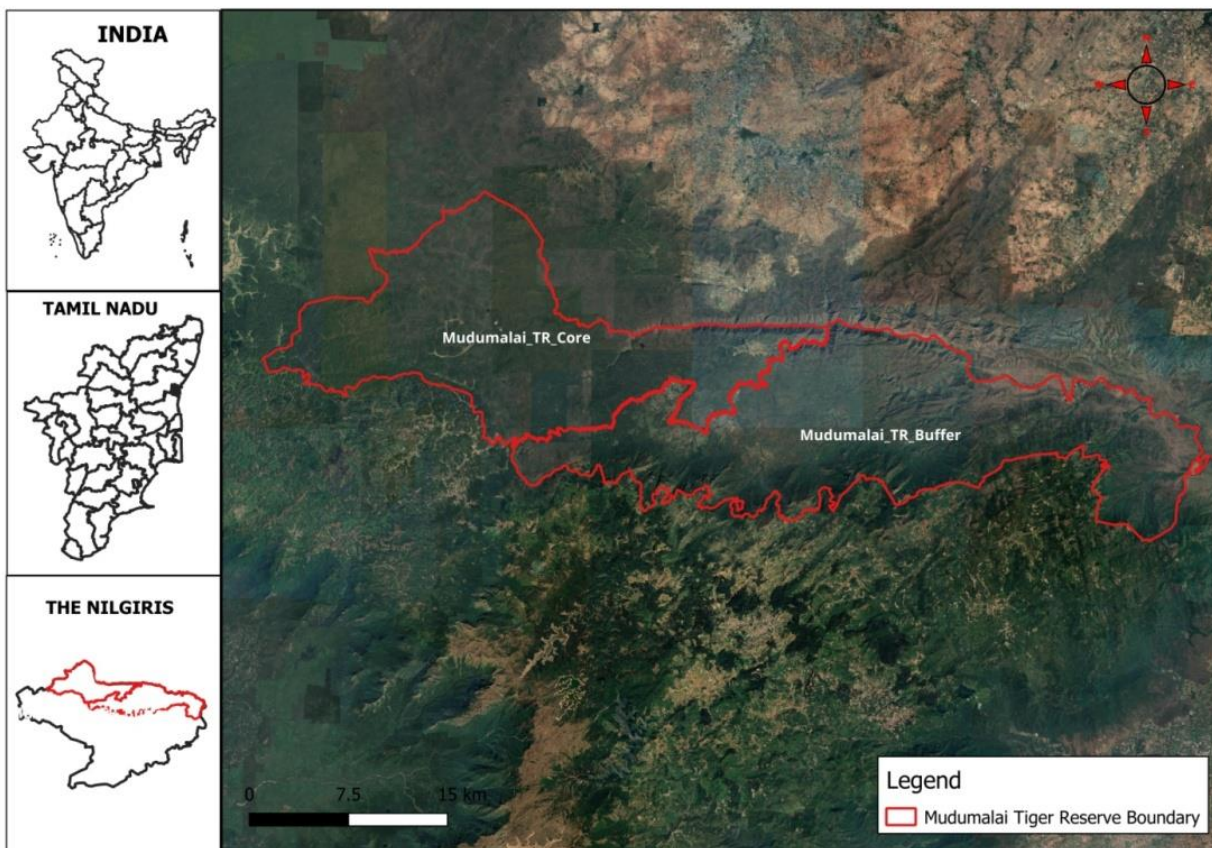 INDIA
TAMIL NADU
THE NILGIRIS
Mudumalai_TR_Core
Mudumalai_TR_Buffer
0 7.5 15 km
Legend
Mudumalai Tiger Reserve Boundary